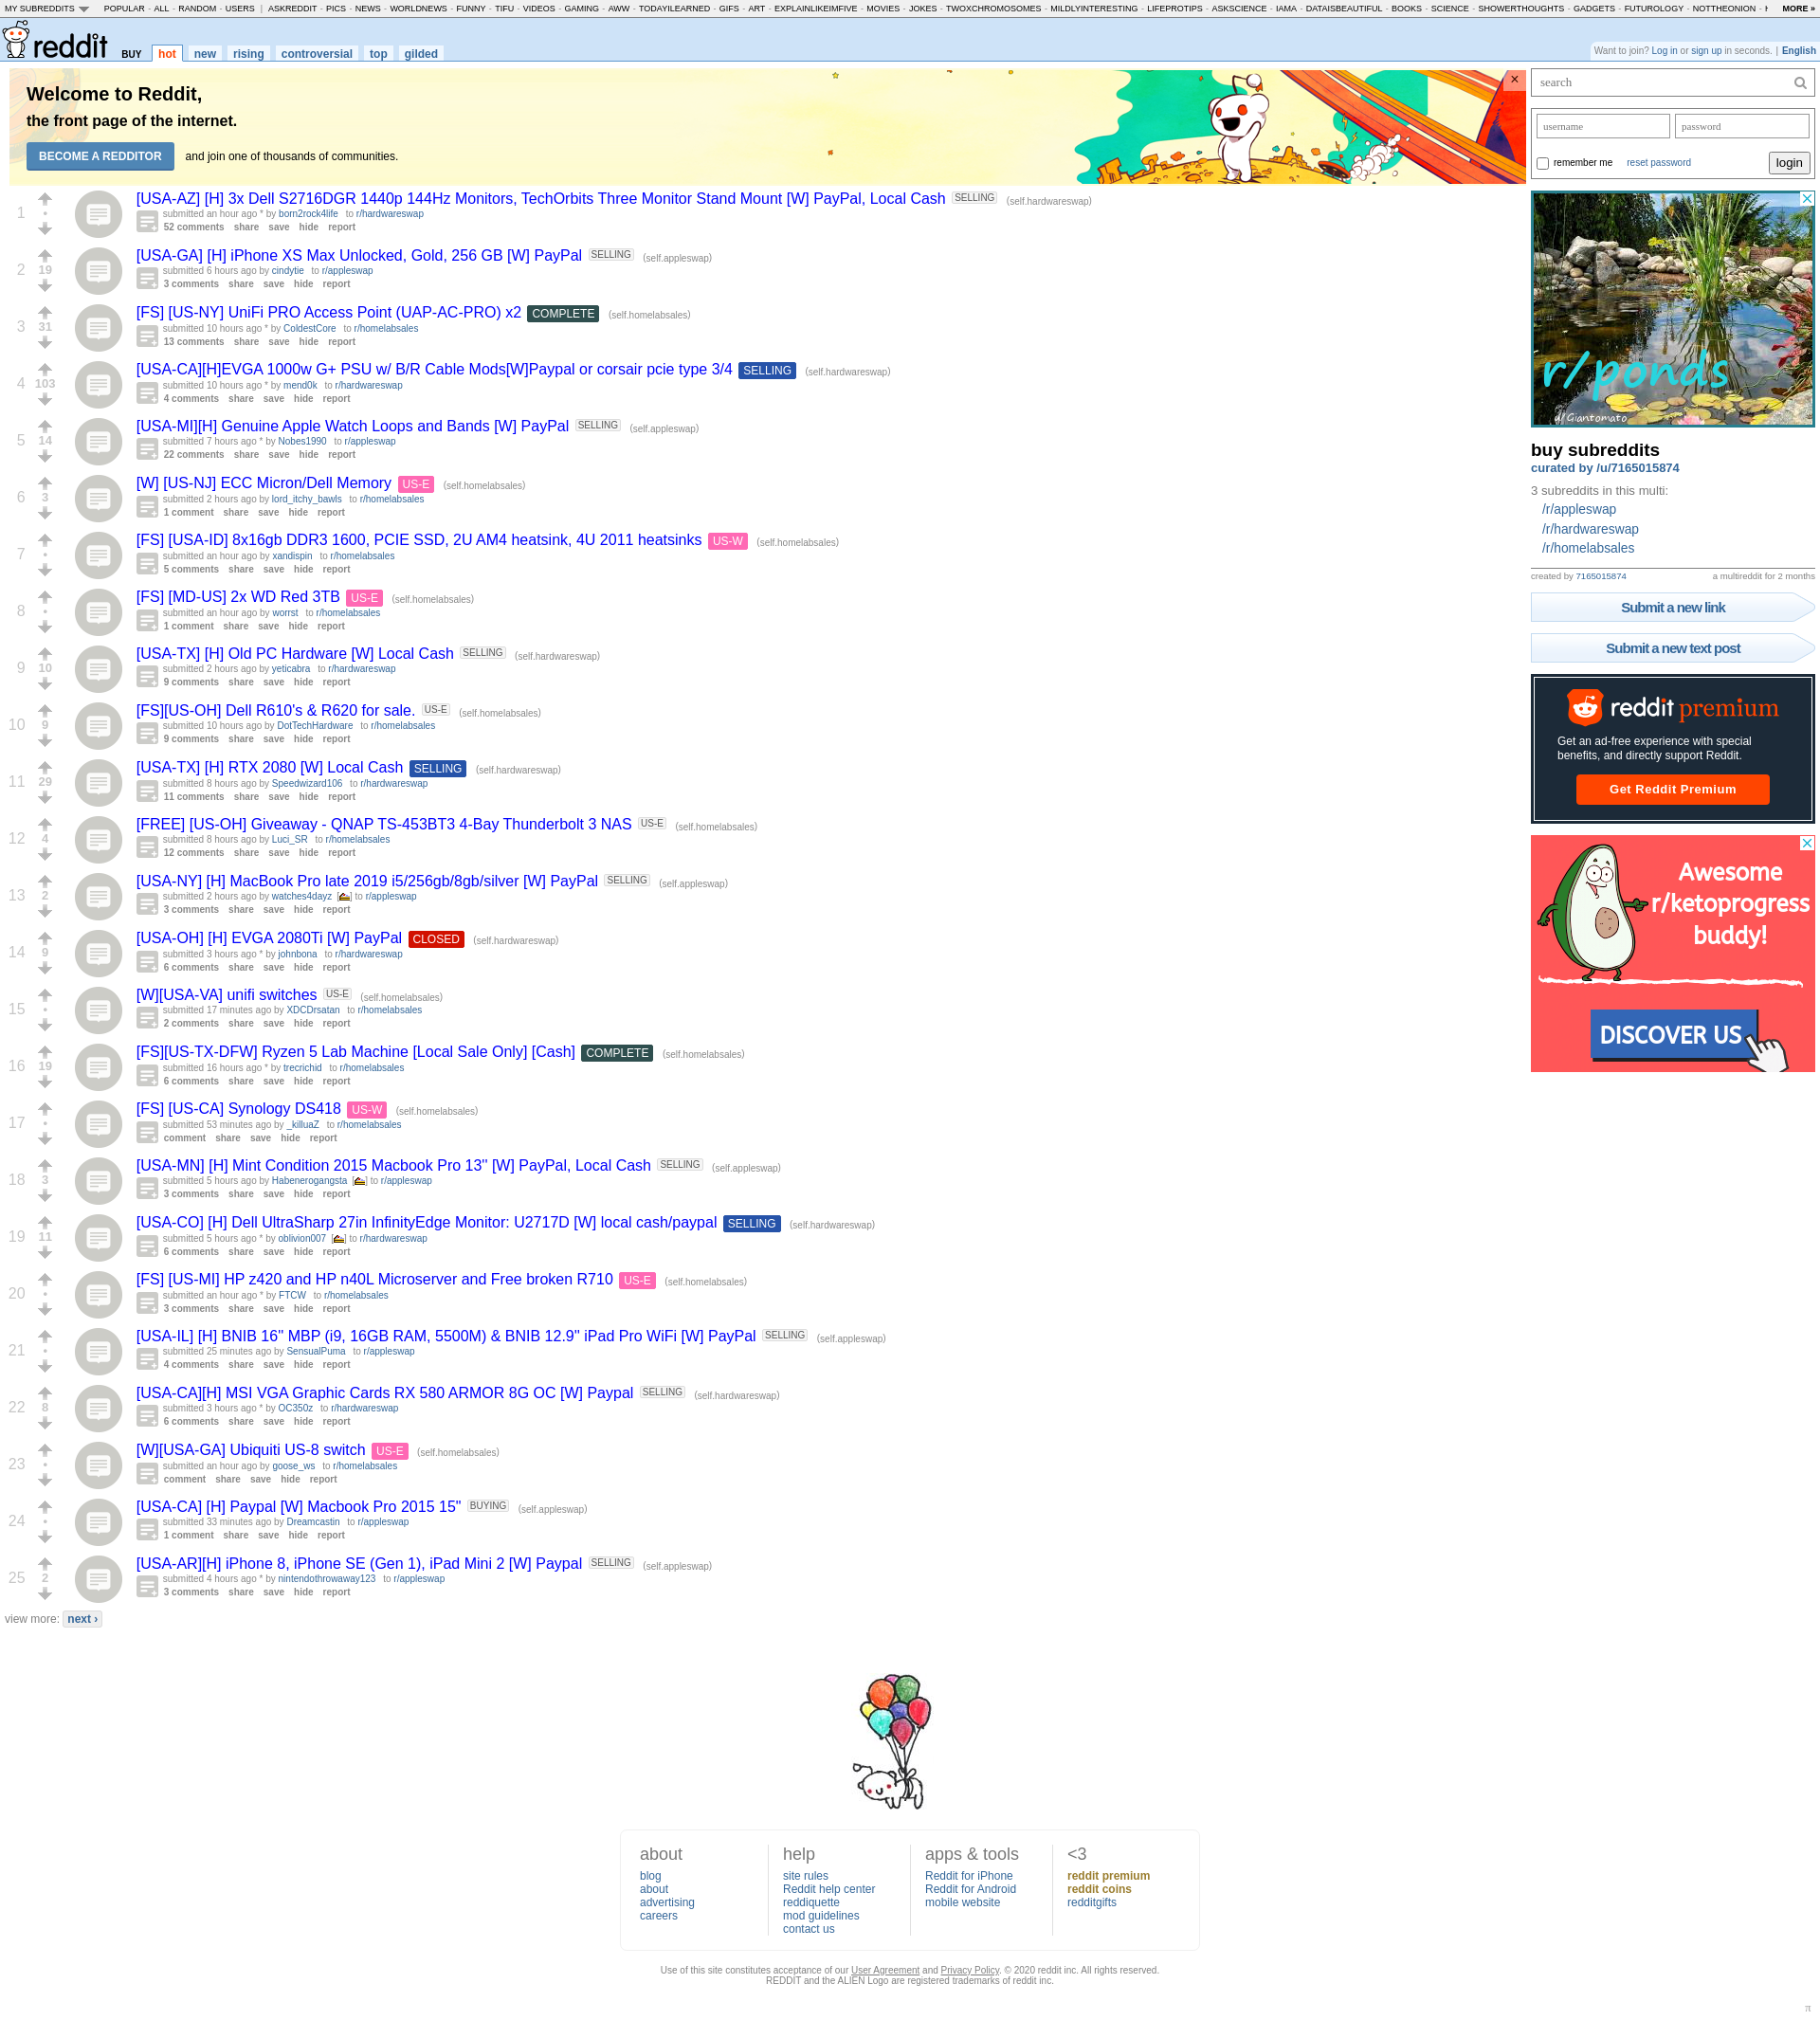 MY SUBREDDITS POPULAR - ALL - RANDOM - USERS | ASKREDDIT - PICS - NEWS - WORLDNEWS - FUNNY - TIFU - VIDEOS - GAMING - AWW - TODAYILEARNED - GIFS - ART - EXPLAINLIKEIMFIVE - MOVIES - JOKES - TWOXCHROMOSOMES - MILDLYINTERESTING - LIFEPROTIPS - ASKSCIENCE - IAMA - DATAISBEAUTIFUL - BOOKS - SCIENCE - SHOWERTHOUGHTS - GADGETS - FUTUROLOGY - NOTTHEONION - MORE »
reddit BUY hot new rising controversial top gilded
Want to join? Log in or sign up in seconds. | English
Welcome to Reddit,
the front page of the internet.
BECOME A REDDITOR and join one of thousands of communities.
×
1
[USA-AZ] [H] 3x Dell S2716DGR 1440p 144Hz Monitors, TechOrbits Three Monitor Stand Mount [W] PayPal, Local Cash SELLING (self.hardwareswap)
submitted an hour ago * by born2rock4life to r/hardwareswap
52 comments share save hide report
2 19
[USA-GA] [H] iPhone XS Max Unlocked, Gold, 256 GB [W] PayPal SELLING (self.appleswap)
submitted 6 hours ago by cindytie to r/appleswap
3 comments share save hide report
3 31
[FS] [US-NY] UniFi PRO Access Point (UAP-AC-PRO) x2 COMPLETE (self.homelabsales)
submitted 10 hours ago * by ColdestCore to r/homelabsales
13 comments share save hide report
4 103
[USA-CA][H]EVGA 1000w G+ PSU w/ B/R Cable Mods[W]Paypal or corsair pcie type 3/4 SELLING (self.hardwareswap)
submitted 10 hours ago * by mend0k to r/hardwareswap
4 comments share save hide report
5 14
[USA-MI][H] Genuine Apple Watch Loops and Bands [W] PayPal SELLING (self.appleswap)
submitted 7 hours ago * by Nobes1990 to r/appleswap
22 comments share save hide report
6 3
[W] [US-NJ] ECC Micron/Dell Memory US-E (self.homelabsales)
submitted 2 hours ago by lord_itchy_bawls to r/homelabsales
1 comment share save hide report
7
[FS] [USA-ID] 8x16gb DDR3 1600, PCIE SSD, 2U AM4 heatsink, 4U 2011 heatsinks US-W (self.homelabsales)
submitted an hour ago by xandispin to r/homelabsales
5 comments share save hide report
8
[FS] [MD-US] 2x WD Red 3TB US-E (self.homelabsales)
submitted an hour ago by worrst to r/homelabsales
1 comment share save hide report
9 10
[USA-TX] [H] Old PC Hardware [W] Local Cash SELLING (self.hardwareswap)
submitted 2 hours ago by yeticabra to r/hardwareswap
9 comments share save hide report
10 9
[FS][US-OH] Dell R610's & R620 for sale. US-E (self.homelabsales)
submitted 10 hours ago by DotTechHardware to r/homelabsales
9 comments share save hide report
11 29
[USA-TX] [H] RTX 2080 [W] Local Cash SELLING (self.hardwareswap)
submitted 8 hours ago by Speedwizard106 to r/hardwareswap
11 comments share save hide report
12 4
[FREE] [US-OH] Giveaway - QNAP TS-453BT3 4-Bay Thunderbolt 3 NAS US-E (self.homelabsales)
submitted 8 hours ago by Luci_SR to r/homelabsales
12 comments share save hide report
13 2
[USA-NY] [H] MacBook Pro late 2019 i5/256gb/8gb/silver [W] PayPal SELLING (self.appleswap)
submitted 2 hours ago by watches4dayz [] to r/appleswap
3 comments share save hide report
14 9
[USA-OH] [H] EVGA 2080Ti [W] PayPal CLOSED (self.hardwareswap)
submitted 3 hours ago * by johnbona to r/hardwareswap
6 comments share save hide report
15
[W][USA-VA] unifi switches US-E (self.homelabsales)
submitted 17 minutes ago by XDCDrsatan to r/homelabsales
2 comments share save hide report
16 19
[FS][US-TX-DFW] Ryzen 5 Lab Machine [Local Sale Only] [Cash] COMPLETE (self.homelabsales)
submitted 16 hours ago * by trecrichid to r/homelabsales
6 comments share save hide report
17
[FS] [US-CA] Synology DS418 US-W (self.homelabsales)
submitted 53 minutes ago by _killuaZ to r/homelabsales
comment share save hide report
18 3
[USA-MN] [H] Mint Condition 2015 Macbook Pro 13'' [W] PayPal, Local Cash SELLING (self.appleswap)
submitted 5 hours ago by Habenerogangsta [] to r/appleswap
3 comments share save hide report
19 11
[USA-CO] [H] Dell UltraSharp 27in InfinityEdge Monitor: U2717D [W] local cash/paypal SELLING (self.hardwareswap)
submitted 5 hours ago * by oblivion007 [] to r/hardwareswap
6 comments share save hide report
20
[FS] [US-MI] HP z420 and HP n40L Microserver and Free broken R710 US-E (self.homelabsales)
submitted an hour ago * by FTCW to r/homelabsales
3 comments share save hide report
21
[USA-IL] [H] BNIB 16" MBP (i9, 16GB RAM, 5500M) & BNIB 12.9" iPad Pro WiFi [W] PayPal SELLING (self.appleswap)
submitted 25 minutes ago by SensualPuma to r/appleswap
4 comments share save hide report
22 8
[USA-CA][H] MSI VGA Graphic Cards RX 580 ARMOR 8G OC [W] Paypal SELLING (self.hardwareswap)
submitted 3 hours ago * by OC350z to r/hardwareswap
6 comments share save hide report
23
[W][USA-GA] Ubiquiti US-8 switch US-E (self.homelabsales)
submitted an hour ago by goose_ws to r/homelabsales
comment share save hide report
24
[USA-CA] [H] Paypal [W] Macbook Pro 2015 15" BUYING (self.appleswap)
submitted 33 minutes ago by Dreamcastin to r/appleswap
1 comment share save hide report
25 2
[USA-AR][H] iPhone 8, iPhone SE (Gen 1), iPad Mini 2 [W] Paypal SELLING (self.appleswap)
submitted 4 hours ago * by nintendothrowaway123 to r/appleswap
3 comments share save hide report
view more: next ›
search
username password
remember me reset password login
r/ponds
u/Giantomato
buy subreddits
curated by /u/7165015874
3 subreddits in this multi:
/r/appleswap
/r/hardwareswap
/r/homelabsales
created by 7165015874 a multireddit for 2 months
Submit a new link
Submit a new text post
reddit premium
Get an ad-free experience with special
benefits, and directly support Reddit.
Get Reddit Premium
Awesome
r/ketoprogress
buddy!
DISCOVER US
about
blog
about
advertising
careers
help
site rules
Reddit help center
reddiquette
mod guidelines
contact us
apps & tools
Reddit for iPhone
Reddit for Android
mobile website
<3
reddit premium
reddit coins
redditgifts
Use of this site constitutes acceptance of our User Agreement and Privacy Policy. © 2020 reddit inc. All rights reserved.
REDDIT and the ALIEN Logo are registered trademarks of reddit inc.
π